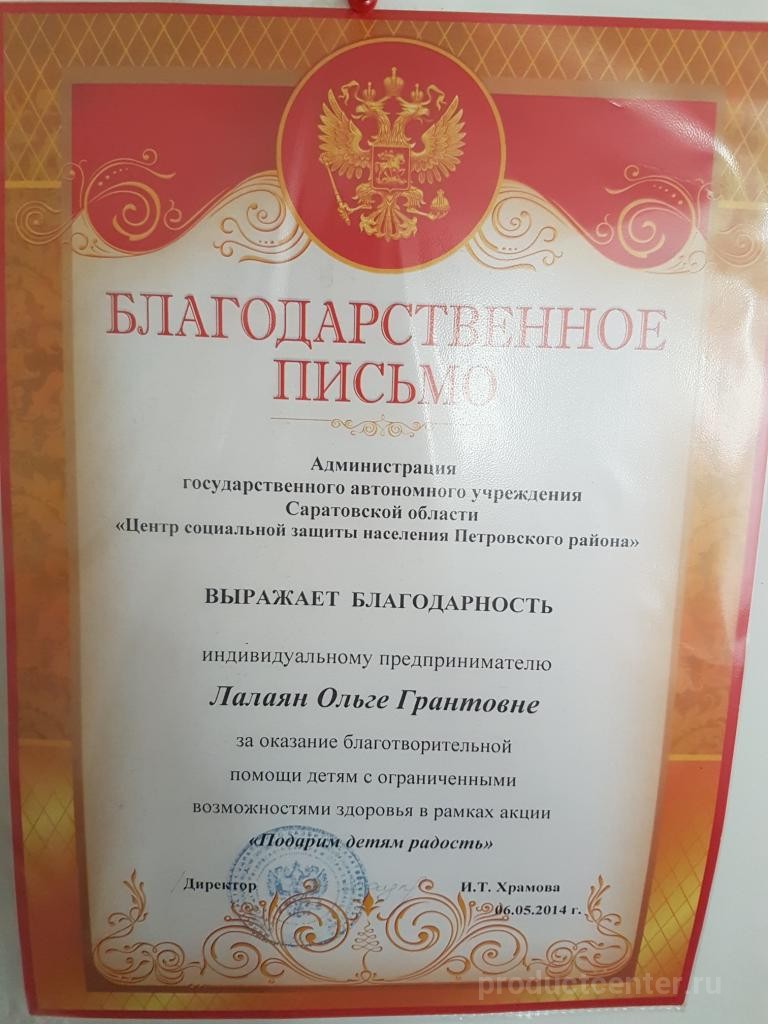 БЛАГОДАРСТВЕННОЕ
ПИСЬМО
Администрация
государственного автономного учреждения
Саратовской области
«Центр социальной защиты населения Петровского района»
ВЫРАЖАЕТ БЛАГОДАРНОСТЬ
индивидуальному предпринимателю
Лалаян Ольге Грантовне
за оказание благотворительной
помощи детям с ограниченными
возможностями здоровья в рамках акции
«Подарим детям радость»
Директор И.Т. Храмова
06.05.2014 г.
productcenter.ru